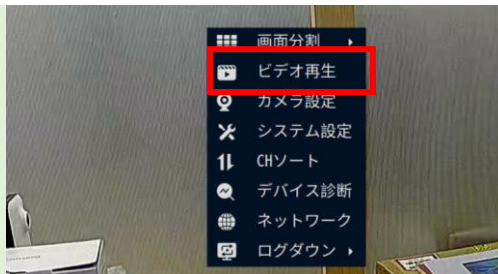 画面分割
ビデオ再生
カメラ設定
システム設定
CHソート
デバイス診断
ネットワーク
ログダウン